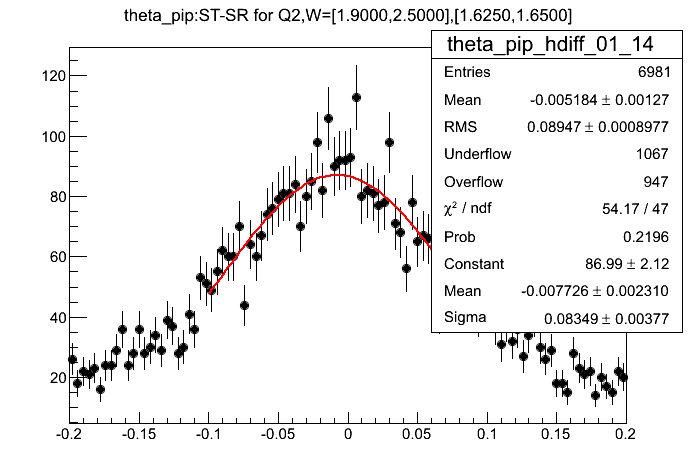 theta_pip:ST-SR for Q2,W=[1.9000,2.5000],[1.6250,1.6500]
theta_pip_hdiff_01_14
Entries 6981
Mean -0.005184 ± 0.00127
RMS 0.08947 ± 0.0008977
Underflow 1067
Overflow 947
χ² / ndf 54.17 / 47
Prob 0.2196
Constant 86.99 ± 2.12
Mean -0.007726 ± 0.002310
Sigma 0.08349 ± 0.00377
120
100
80
60
40
20
-0.2 -0.15 -0.1 -0.05 0 0.05 0.1 0.15 0.2